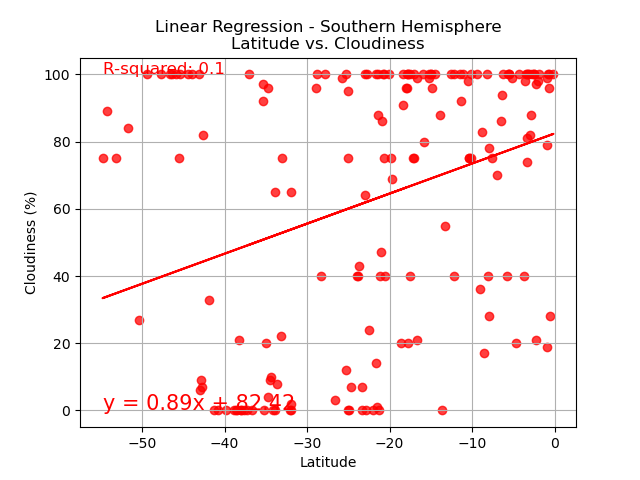 Linear Regression - Southern Hemisphere
Latitude vs. Cloudiness
R-squared: 0.1
100
80
60
40
20
0
Cloudiness (%)
y = 0.89x + 82.42
−50
−40
−30
−20
−10
0
Latitude